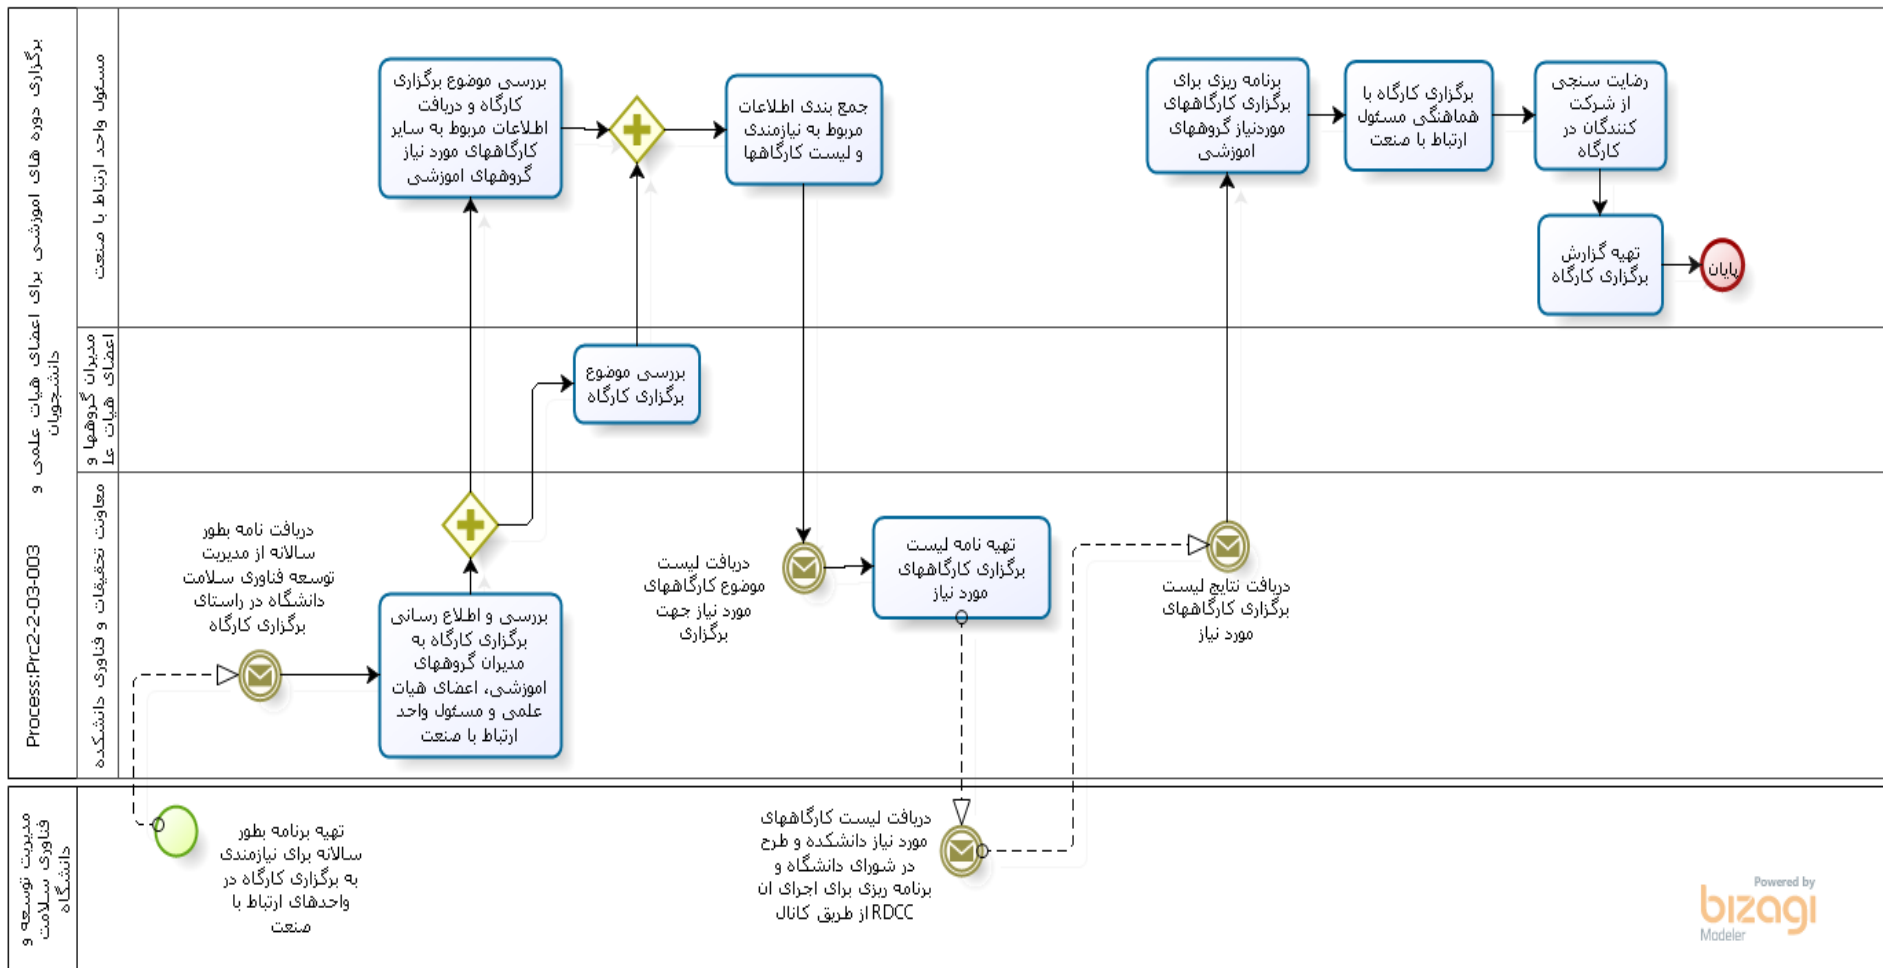 برگزاری دوره های اموزشی برای اعضای هیات علمی و
دانشجویان
Process:Prc2-2-03-003
مسئول واحد ارتباط با صنعت
بررسی موضوع برگزاری
کارگاه و دریافت
اطلاعات مربوط به سایر
کارگاههای مورد نیاز
گروههای اموزشی
جمع بندی اطلاعات
مربوط به نیازمندی
و لیست کارگاهها
برنامه ریزی برای
برگزاری کارگاههای
موردنیاز گروههای
اموزشی
برگزاری کارگاه با
هماهنگی مسئول
ارتباط با صنعت
رضایت سنجی
از شرکت
کنندگان در
کارگاه
تهیه گزارش
برگزاری کارگاه
پایان
مدیران گروهها و
اعضای هیات عل
بررسی موضوع
برگزاری کارگاه
معاونت تحقیقات و فناوری دانشکده
دریافت نامه بطور
سالانه از مدیریت
توسعه فناوری سلامت
دانشگاه در راستای
برگزاری کارگاه
بررسی و اطلاع رسانی
برگزاری کارگاه به
مدیران گروههای
اموزشی، اعضای هیات
علمی و مسئول واحد
ارتباط با صنعت
دریافت لیست
موضوع کارگاههای
مورد نیاز جهت
برگزاری
تهیه نامه لیست
برگزاری کارگاههای
مورد نیاز
دریافت نتایج لیست
برگزاری کارگاههای
مورد نیاز
مدیریت توسعه و
فناوری سلامت
دانشگاه
تهیه برنامه بطور
سالانه برای نیازمندی
به برگزاری کارگاه در
واحدهای ارتباط با
صنعت
دریافت لیست کارگاههای
مورد نیاز دانشکده و طرح
در شورای دانشگاه و
برنامه ریزی برای اجرای ان
از طریق کانال RDCC
Powered by
bizagi
Modeler